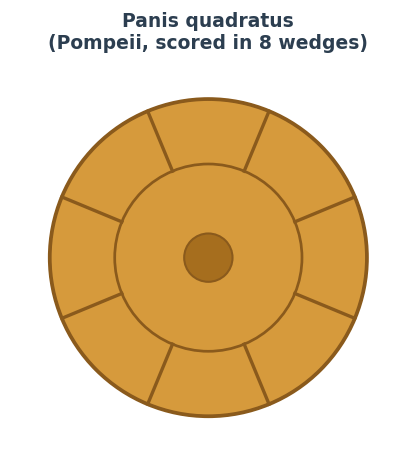 Panis quadratus
(Pompeii, scored in 8 wedges)